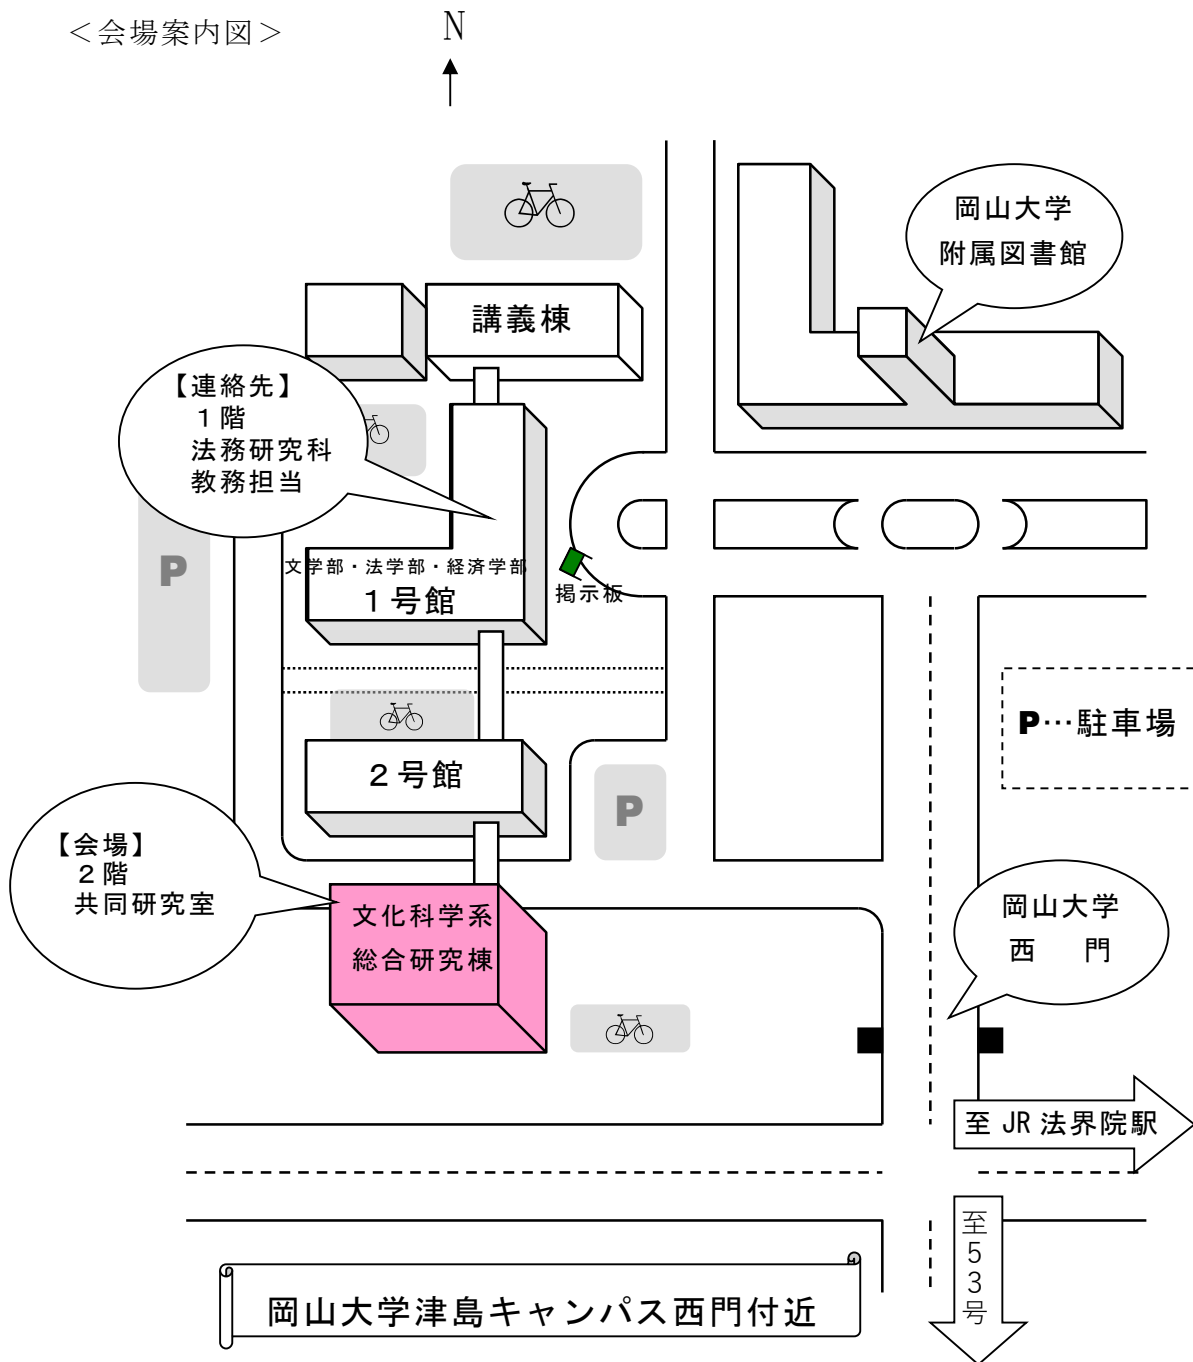 ＜会場案内図＞
N
岡山大学
附属図書館
講義棟
【連絡先】
１階
法務研究科
教務担当
P
文学部・法学部・経済学部
１号館
掲示板
P…駐車場
２号館
P
【会場】
２階
共同研究室
文化科学系
総合研究棟
岡山大学
西　門
至 JR 法界院駅
至５３号
岡山大学津島キャンパス西門付近